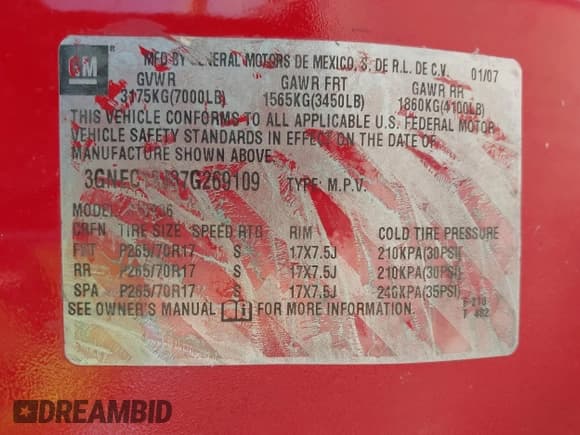 GM ®
MFD BY GENERAL MOTORS DE MEXICO, S. DE R.L. DE C.V. 01/07
GVWR GAWR FRT GAWR RR
3175KG(7000LB) 1565KG(3450LB) 1860KG(4100LB)
THIS VEHICLE CONFORMS TO ALL APPLICABLE U.S. FEDERAL MOTOR
VEHICLE SAFETY STANDARDS IN EFFECT ON THE DATE OF
MANUFACTURE SHOWN ABOVE.
TYPE: M.P.V.
MODEL:
TIRE SIZE SPEED RTG RIM COLD TIRE PRESSURE
FRT P265/70R17 S 17X7.5J 210KPA(30PSI)
RR P265/70R17 S 17X7.5J 210KPA(30PSI)
SPA P265/70R17 S 17X7.5J 240KPA(35PSI)
SEE OWNER'S MANUAL FOR MORE INFORMATION.
DREAMBID